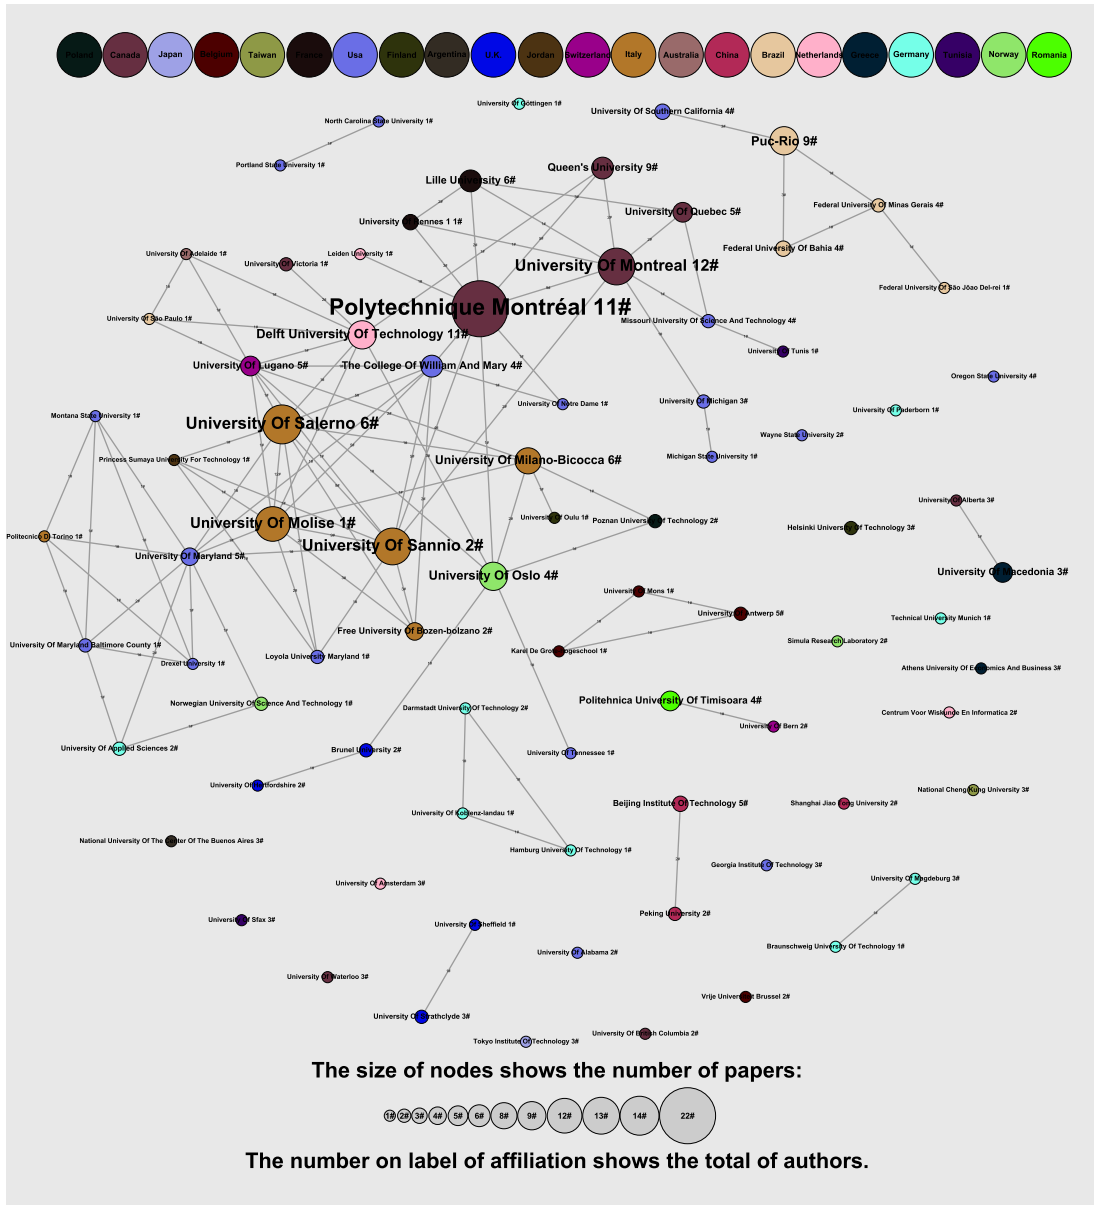 Poland Canada Japan Belgium Taiwan France Usa Finland Argentina U.K. Jordan Switzerland Italy Australia China Brazil Netherlands Greece Germany Tunisia Norway Romania
University Of Göttingen 1#
University Of Southern California 4#
North Carolina State University 1#
Puc-Rio 9#
Portland State University 1#
Queen's University 9#
Lille University 6#
Federal University Of Minas Gerais 4#
University Of Quebec 5#
University Of Rennes 1 1#
Federal University Of Bahia 4#
University Of Adelaide 1#
Leiden University 1#
University Of Victoria 1#
University Of Montreal 12#
Federal University Of São Jõao Del-rei 1#
Polytechnique Montréal 11#
University Of São Paulo 1#
Missouri University Of Science And Technology 4#
Delft University Of Technology 11#
University Of Tunis 1#
University Of Lugano 5#
The College Of William And Mary 4#
Oregon State University 4#
University Of Notre Dame 1#
University Of Michigan 3#
University Of Paderborn 1#
Montana State University 1#
University Of Salerno 6#
Wayne State University 2#
Michigan State University 1#
Princess Sumaya University For Technology 1#
University Of Milano-Bicocca 6#
University Of Alberta 3#
University Of Oulu 1#
Poznan University Of Technology 2#
University Of Molise 1#
Helsinki University Of Technology 3#
Politecnico Di Torino 1#
University Of Sannio 2#
University Of Maryland 5#
University Of Oslo 4#
University Of Macedonia 3#
University Of Mons 1#
University Of Antwerp 5#
Technical University Munich 1#
Free University Of Bozen-bolzano 2#
Simula Research Laboratory 2#
University Of Maryland Baltimore County 1#
Karel De Grote Hogeschool 1#
Loyola University Maryland 1#
Drexel University 1#
Athens University Of Economics And Business 3#
Politehnica University Of Timisoara 4#
Norwegian University Of Science And Technology 1#
Darmstadt University Of Technology 2#
Centrum Voor Wiskunde En Informatica 2#
University Of Bern 2#
University Of Applied Sciences 2#
Brunel University 2#
University Of Tennessee 1#
University Of Hertfordshire 2#
National Cheng Kung University 3#
Beijing Institute Of Technology 5#
Shanghai Jiao Tong University 2#
University Of Koblenz-landau 1#
National University Of The Center Of The Buenos Aires 3#
Hamburg University Of Technology 1#
Georgia Institute Of Technology 3#
University Of Magdeburg 3#
University Of Amsterdam 3#
Peking University 2#
University Of Sfax 3#
University Of Sheffield 1#
Braunschweig University Of Technology 1#
University Of Alabama 2#
University Of Waterloo 3#
Vrije Universiteit Brussel 2#
University Of Strathclyde 3#
University Of British Columbia 2#
Tokyo Institute Of Technology 3#
The size of nodes shows the number of papers:
1# 2# 3# 4# 5# 6# 8# 9# 12# 13# 14# 22#
The number on label of affiliation shows the total of authors.